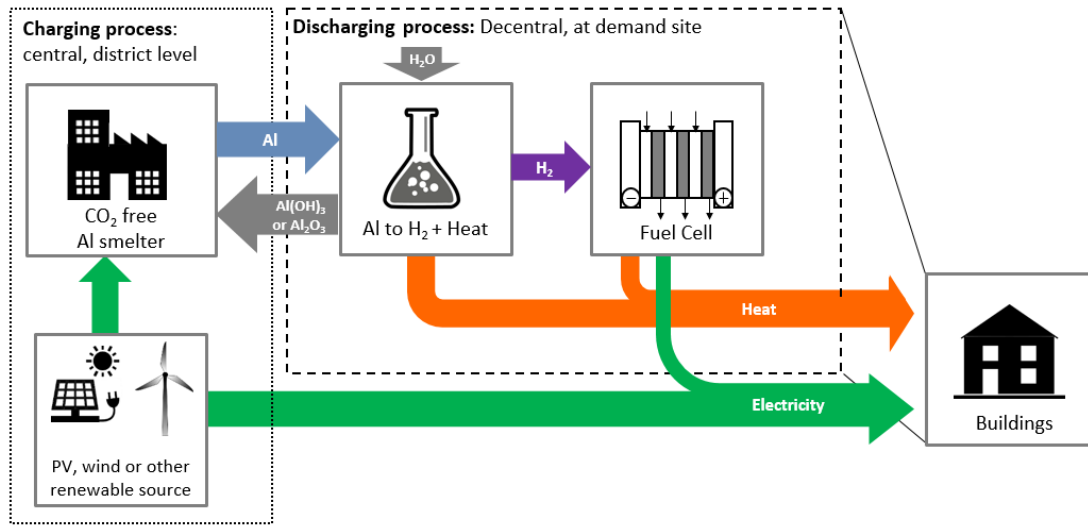 Charging process:
central, district level
Discharging process: Decentral, at demand site
H₂O
Al
H₂
Al(OH)₃
or Al₂O₃
CO₂ free
Al smelter
Al to H₂ + Heat
− +
Fuel Cell
Heat
Electricity
Buildings
PV, wind or other
renewable source